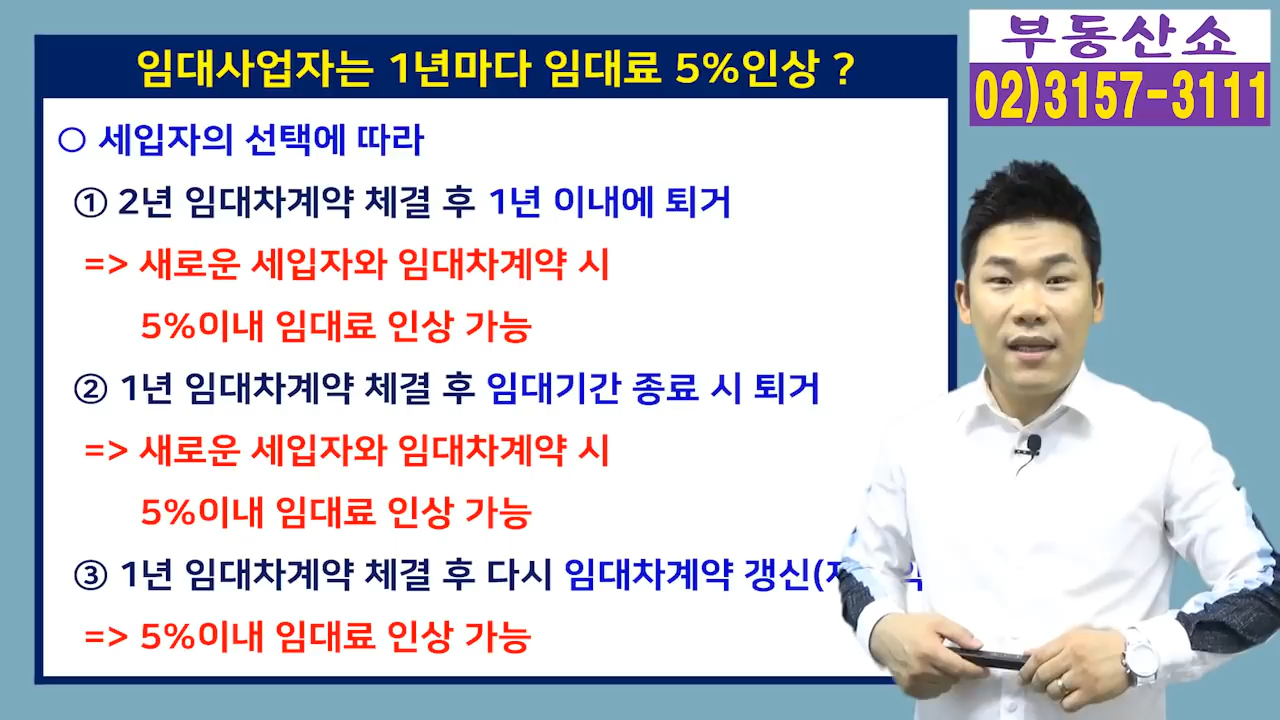 부동산쇼
02)3157-3111
임대사업자는 1년마다 임대료 5%인상 ?
○ 세입자의 선택에 따라
① 2년 임대차계약 체결 후 1년 이내에 퇴거
=> 새로운 세입자와 임대차계약 시
5%이내 임대료 인상 가능
② 1년 임대차계약 체결 후 임대기간 종료 시 퇴거
=> 새로운 세입자와 임대차계약 시
5%이내 임대료 인상 가능
③ 1년 임대차계약 체결 후 다시 임대차계약 갱신(
=> 5%이내 임대료 인상 가능